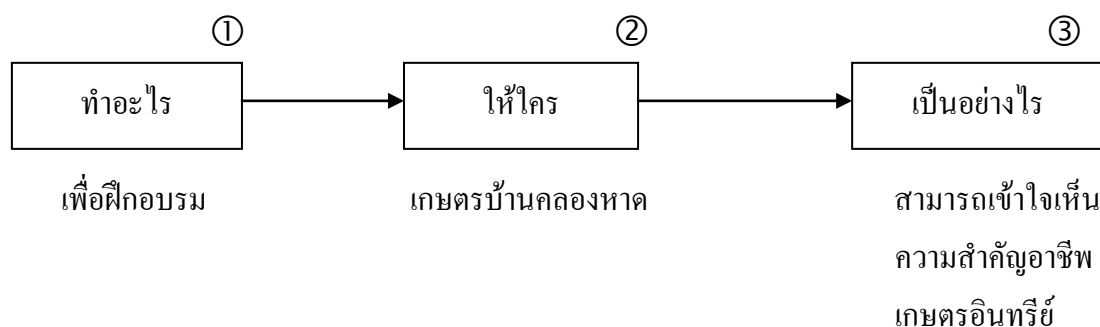 ① ② ③
ทำอะไร ให้ใคร เป็นอย่างไร
เพื่อฝึกอบรม เกษตรบ้านคลองหาด สามารถเข้าใจเห็น
ความสำคัญอาชีพ
เกษตรอินทรีย์